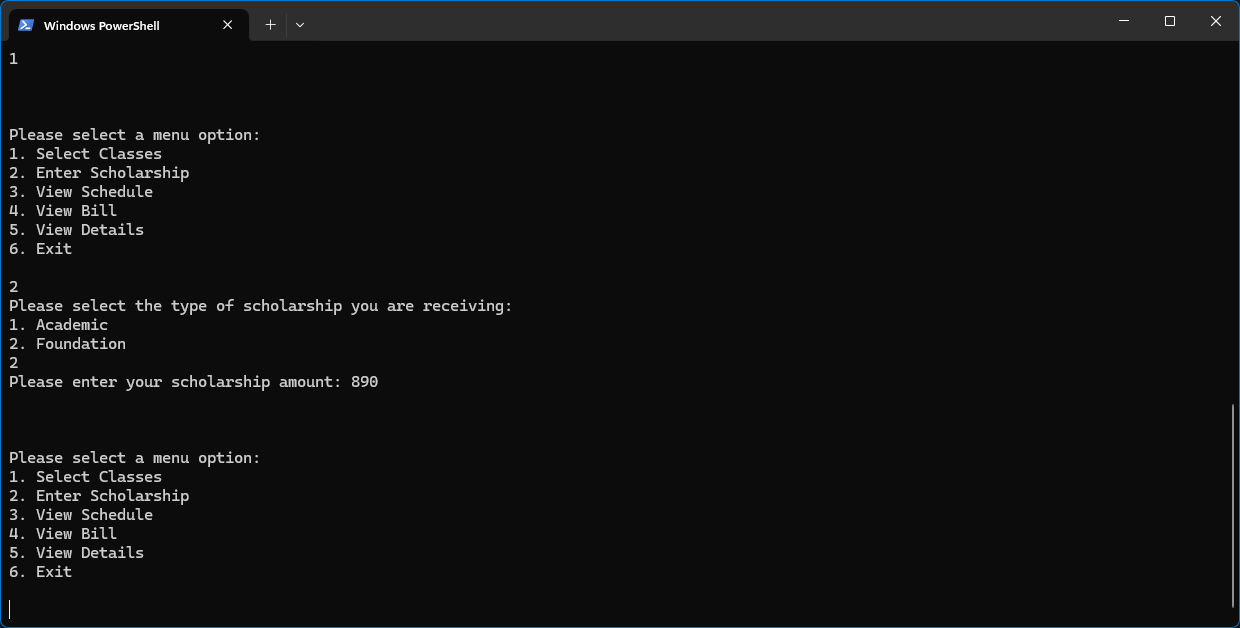 Windows PowerShell
1
Please select a menu option:
1. Select Classes
2. Enter Scholarship
3. View Schedule
4. View Bill
5. View Details
6. Exit
2
Please select the type of scholarship you are receiving:
1. Academic
2. Foundation
2
Please enter your scholarship amount: 890
Please select a menu option:
1. Select Classes
2. Enter Scholarship
3. View Schedule
4. View Bill
5. View Details
6. Exit